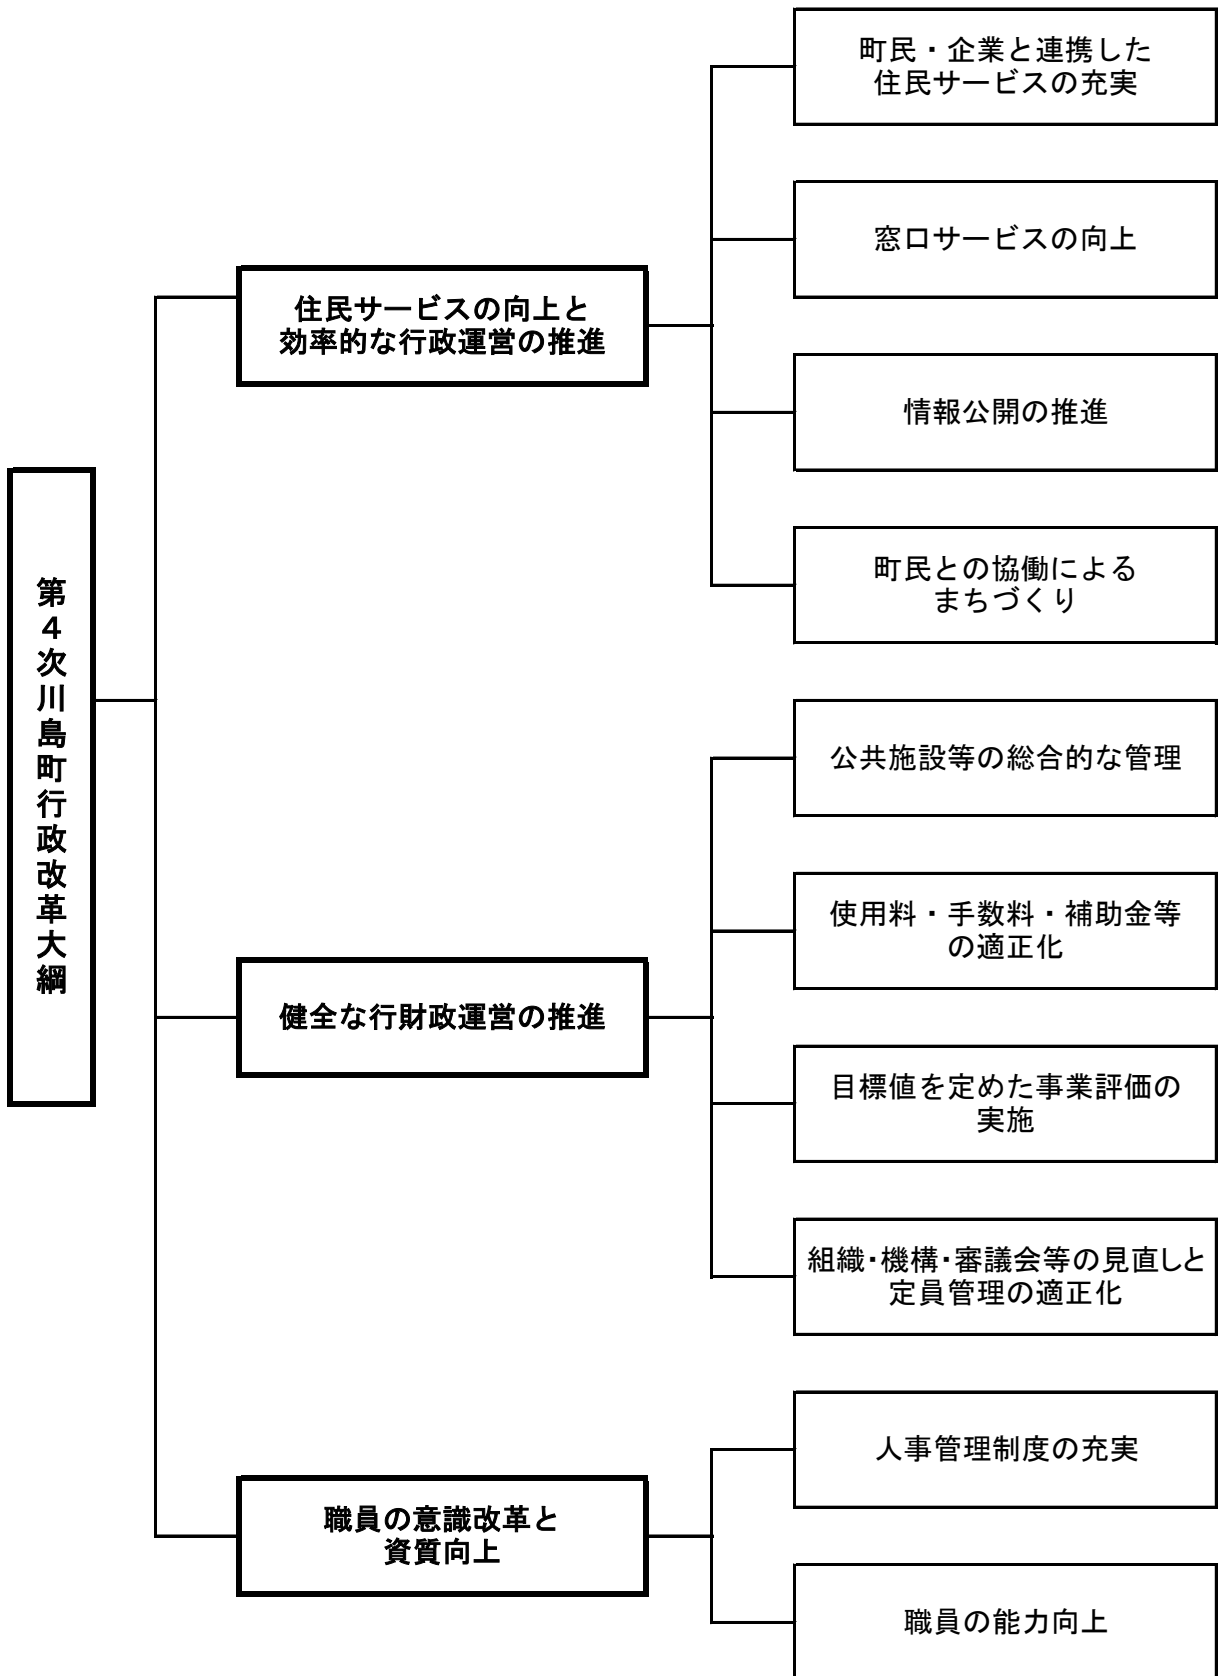 第４次川島町行政改革大綱
住民サービスの向上と
効率的な行政運営の推進
町民・企業と連携した
住民サービスの充実
窓口サービスの向上
情報公開の推進
町民との協働による
まちづくり
健全な行財政運営の推進
公共施設等の総合的な管理
使用料・手数料・補助金等
の適正化
目標値を定めた事業評価の
実施
組織・機構・審議会等の見直しと
定員管理の適正化
職員の意識改革と
資質向上
人事管理制度の充実
職員の能力向上